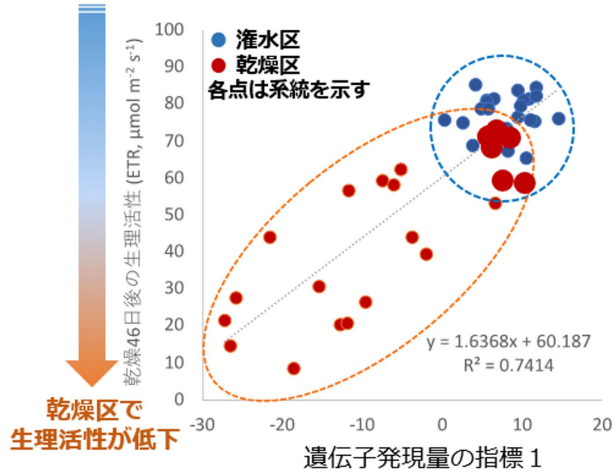 乾燥46日後の生理活性 (ETR, μmol m⁻² s⁻¹)
100
90
80
70
60
50
40
30
20
10
0
潅水区
乾燥区
各点は系統を示す
y = 1.6368x + 60.187
R² = 0.7414
-30
-20
-10
0
10
20
遺伝子発現量の指標１
乾燥区で
生理活性が低下